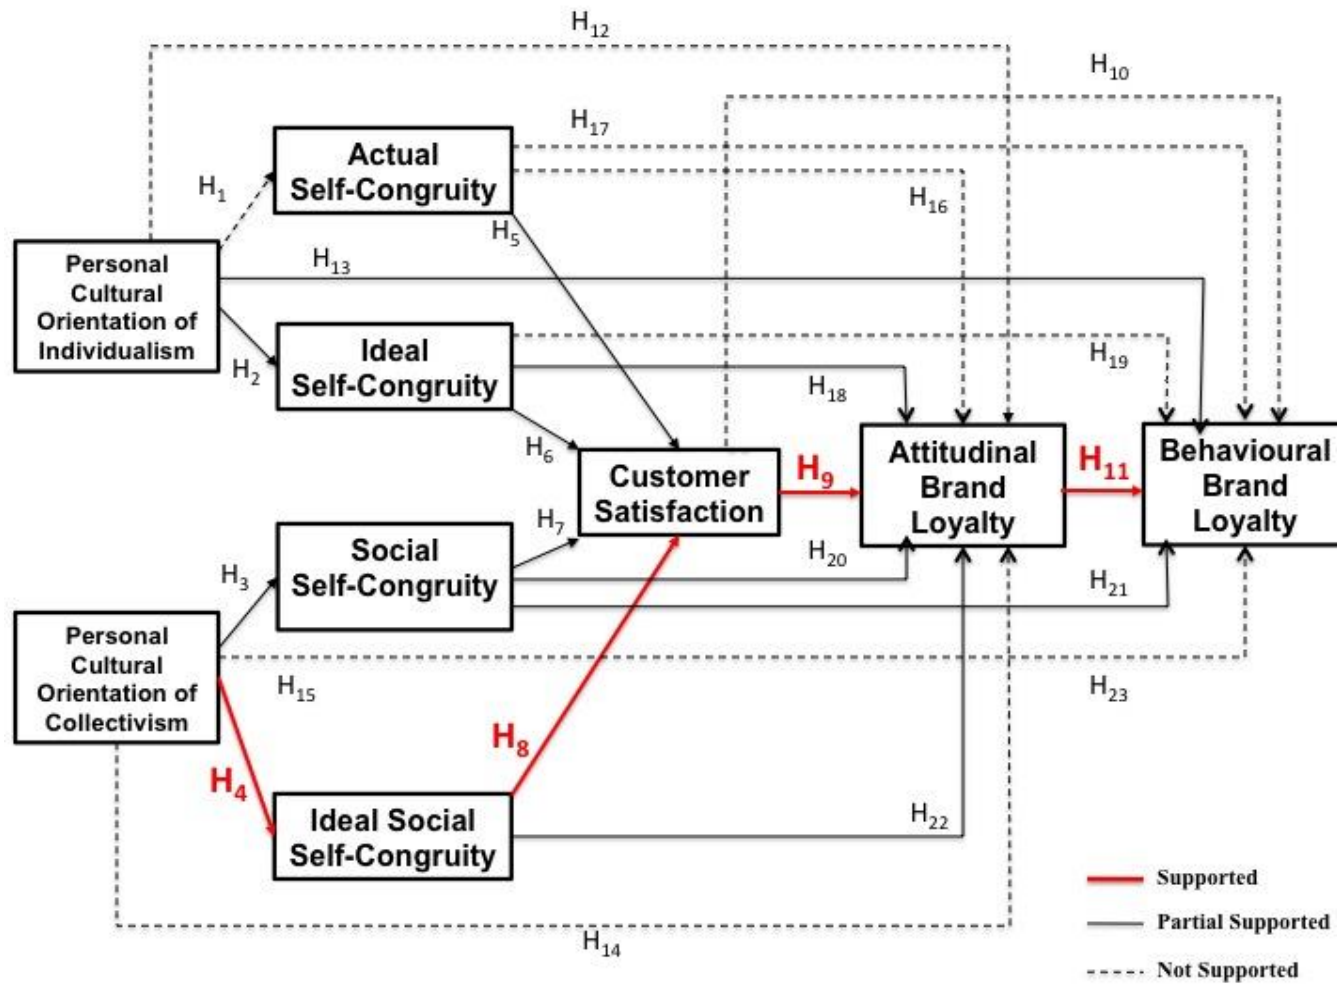 H12
H10
H17
Actual
Self-Congruity
H1
H16
H5
Personal
Cultural
Orientation of
Individualism
H13
H2
Ideal
Self-Congruity
H19
H18
H6
Customer
Satisfaction
H9
Attitudinal
Brand
Loyalty
H11
Behavioural
Brand
Loyalty
H7
Social
Self-Congruity
H3
H20
H21
Personal
Cultural
Orientation of
Collectivism
H15
H23
H8
H4
Ideal Social
Self-Congruity
H22
H14
Supported
Partial Supported
Not Supported